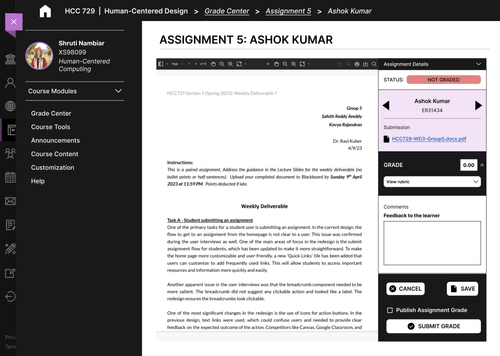 HCC 729 | Human-Centered Design > Grade Center > Assignment 5 > Ashok Kumar
Shruti Nambiar
XS98099
Human-Centered
Computing
Course Modules
Grade Center
Course Tools
Announcements
Course Content
Customization
Help
ASSIGNMENT 5: ASHOK KUMAR
HCC729 Section 1 (Spring 2023): Weekly Deliverable 7
Group 5
Sahith Reddy Areddy
Kavya Rajendran
Dr. Ravi Kuber
4/9/23
Instructions:
This is a paired assignment. Address the guidance in the Lecture Slides for the weekly deliverable (no
bullet points or half sentences). Upload your completed document to Blackboard by Sunday 9th April
2023 at 11:59 PM. Points deducted if late.
Weekly Deliverable
Task A - Student submitting an assignment
One of the primary tasks for a student user is submitting an assignment. In the current design, the
flow to get to an assignment from the homepage is not clear to a user. This issue was confirmed
during the user interviews as well. One of the main areas of focus in the redesign is the submit
assignment flow for students, which has been updated to make it more straightforward. To make
the home page more customizable and user-friendly, a new 'Quick Links' tile has been added that
users can customize to add frequently used links. This will allow students to access important
resources and information more quickly and easily.
Another apparent issue in the user interviews was that the breadcrumb component needed to be
more salient. The breadcrumb did not suggest any clickable action and looked like a label. The
redesign ensures the breadcrumbs look clickable.
One of the most significant changes in the redesign is the use of icons for action buttons. In the
previous design, text links were used, which could confuse users and needed to provide clear
feedback on the expected outcome of the action. Competitors like Canvas, Google Classroom, and
Assignment Details
STATUS: NOT GRADED
Ashok Kumar
ER31434
Submission
HCC729-WD3-Group5.docx.pdf
GRADE 0.00
View rubric
Comments
Feedback to the learner
CANCEL SAVE
Publish Assignment Grade
SUBMIT GRADE